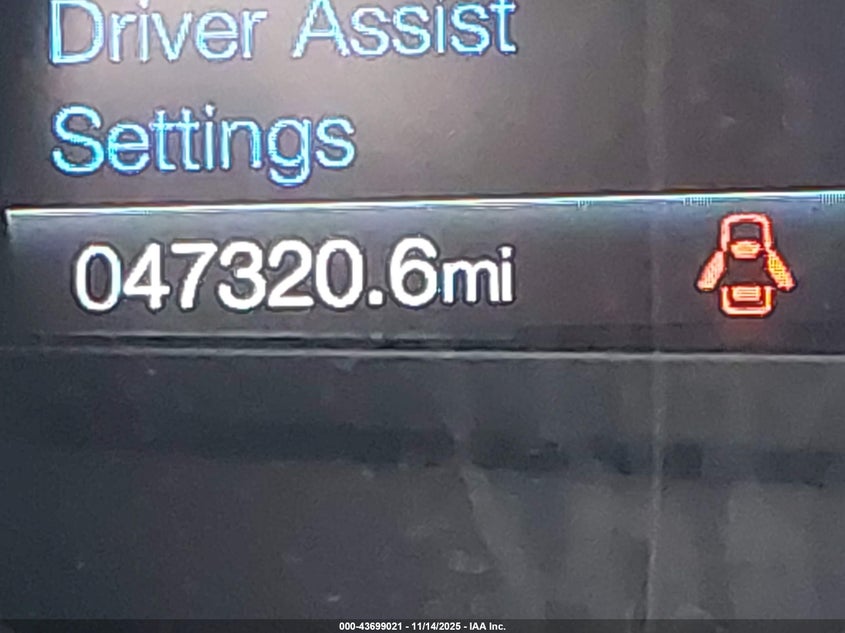 Driver Assist
Settings
047320.6mi
000-43699021 - 11/14/2025 - IAA Inc.